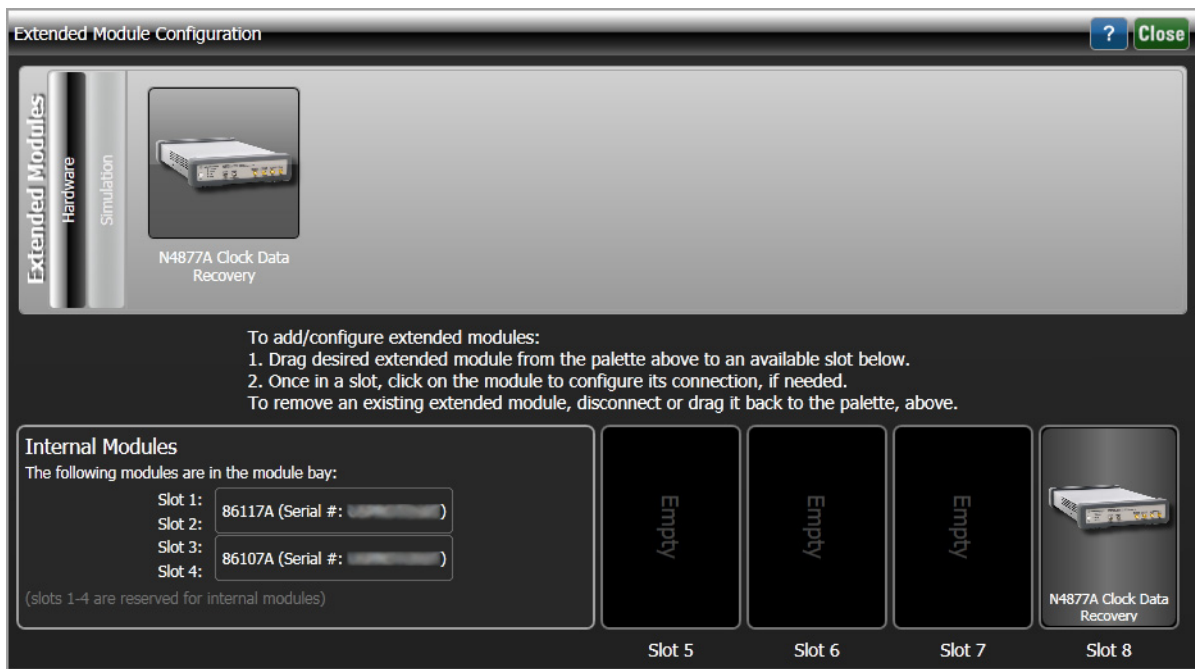 Extended Module Configuration
?
Close
Extended Modules
Hardware
Simulation
N4877A Clock Data
Recovery
To add/configure extended modules:
1. Drag desired extended module from the palette above to an available slot below.
2. Once in a slot, click on the module to configure its connection, if needed.
To remove an existing extended module, disconnect or drag it back to the palette, above.
Internal Modules
The following modules are in the module bay:
Slot 1:
Slot 2:
86117A (Serial #: )
Slot 3:
Slot 4:
86107A (Serial #: )
(slots 1-4 are reserved for internal modules)
Empty
Slot 5
Empty
Slot 6
Empty
Slot 7
N4877A Clock Data
Recovery
Slot 8